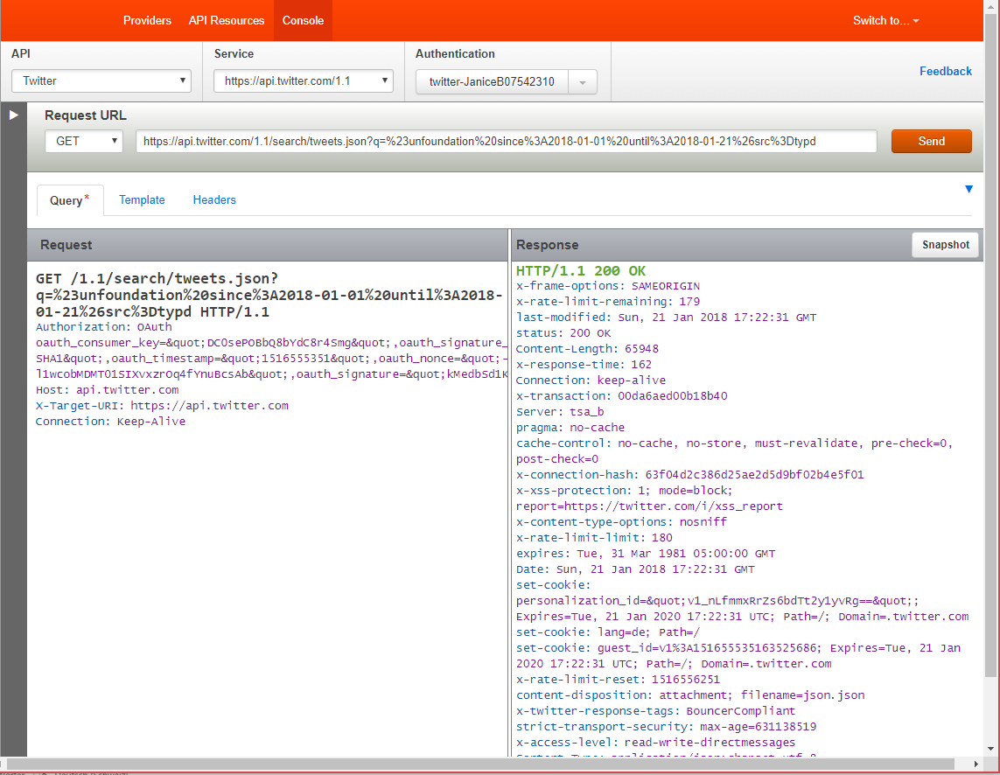 Providers API Resources Console Switch to...
API Service Authentication
Twitter https://api.twitter.com/1.1 twitter-JaniceB07542310 Feedback
Request URL
GET https://api.twitter.com/1.1/search/tweets.json?q=%23unfoundation%20since%3A2018-01-01%20until%3A2018-01-21%26src%3Dtypd Send
Query* Template Headers
Request
GET /1.1/search/tweets.json?
q=%23unfoundation%20since%3A2018-01-01%20until%3A2018-
01-21%26src%3Dtypd HTTP/1.1
Authorization: OAuth
oauth_consumer_key=&quot;DC0sePOBbQ8bYdC8r4Smg&quot;,oauth_signature_
SHA1&quot;,oauth_timestamp=&quot;1516555351&quot;,oauth_nonce=&quot;-
l1wcobMDMT01SIXvxzrOq4fYnuBcsAb&quot;,oauth_signature=&quot;kMedbSd1K
Host: api.twitter.com
X-Target-URI: https://api.twitter.com
Connection: Keep-Alive
Response Snapshot
HTTP/1.1 200 OK
x-frame-options: SAMEORIGIN
x-rate-limit-remaining: 179
last-modified: Sun, 21 Jan 2018 17:22:31 GMT
status: 200 OK
Content-Length: 65948
x-response-time: 162
Connection: keep-alive
x-transaction: 00da6aed00b18b40
Server: tsa_b
pragma: no-cache
cache-control: no-cache, no-store, must-revalidate, pre-check=0,
post-check=0
x-connection-hash: 63f04d2c386d25ae2d5d9bf02b4e5f01
x-xss-protection: 1; mode=block;
report=https://twitter.com/i/xss_report
x-content-type-options: nosniff
x-rate-limit-limit: 180
expires: Tue, 31 Mar 1981 05:00:00 GMT
Date: Sun, 21 Jan 2018 17:22:31 GMT
set-cookie:
personalization_id=&quot;v1_nLfmmxRrZs6bdTt2y1yvRg==&quot;;
Expires=Tue, 21 Jan 2020 17:22:31 UTC; Path=/; Domain=.twitter.com
set-cookie: lang=de; Path=/
set-cookie: guest_id=v1%3A151655535163525686; Expires=Tue, 21 Jan
2020 17:22:31 UTC; Path=/; Domain=.twitter.com
x-rate-limit-reset: 1516556251
content-disposition: attachment; filename=json.json
x-twitter-response-tags: BouncerCompliant
strict-transport-security: max-age=631138519
x-access-level: read-write-directmessages
Content-Type: application/json;charset=utf-8